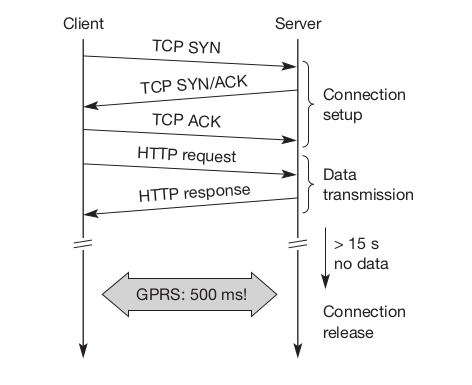 Client
Server
TCP SYN
TCP SYN/ACK
TCP ACK
Connection
setup
HTTP request
HTTP response
Data
transmission
> 15 s
no data
GPRS: 500 ms!
Connection
release